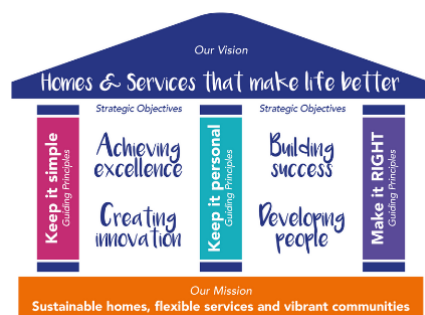 Our Vision
Homes & Services that make life better
Strategic Objectives
Strategic Objectives
Keep it simple
Guiding Principles
Achieving
excellence
Creating
innovation
Keep it personal
Guiding Principles
Building
success
Developing
people
Make it RIGHT
Guiding Principles
Our Mission
Sustainable homes, flexible services and vibrant communities